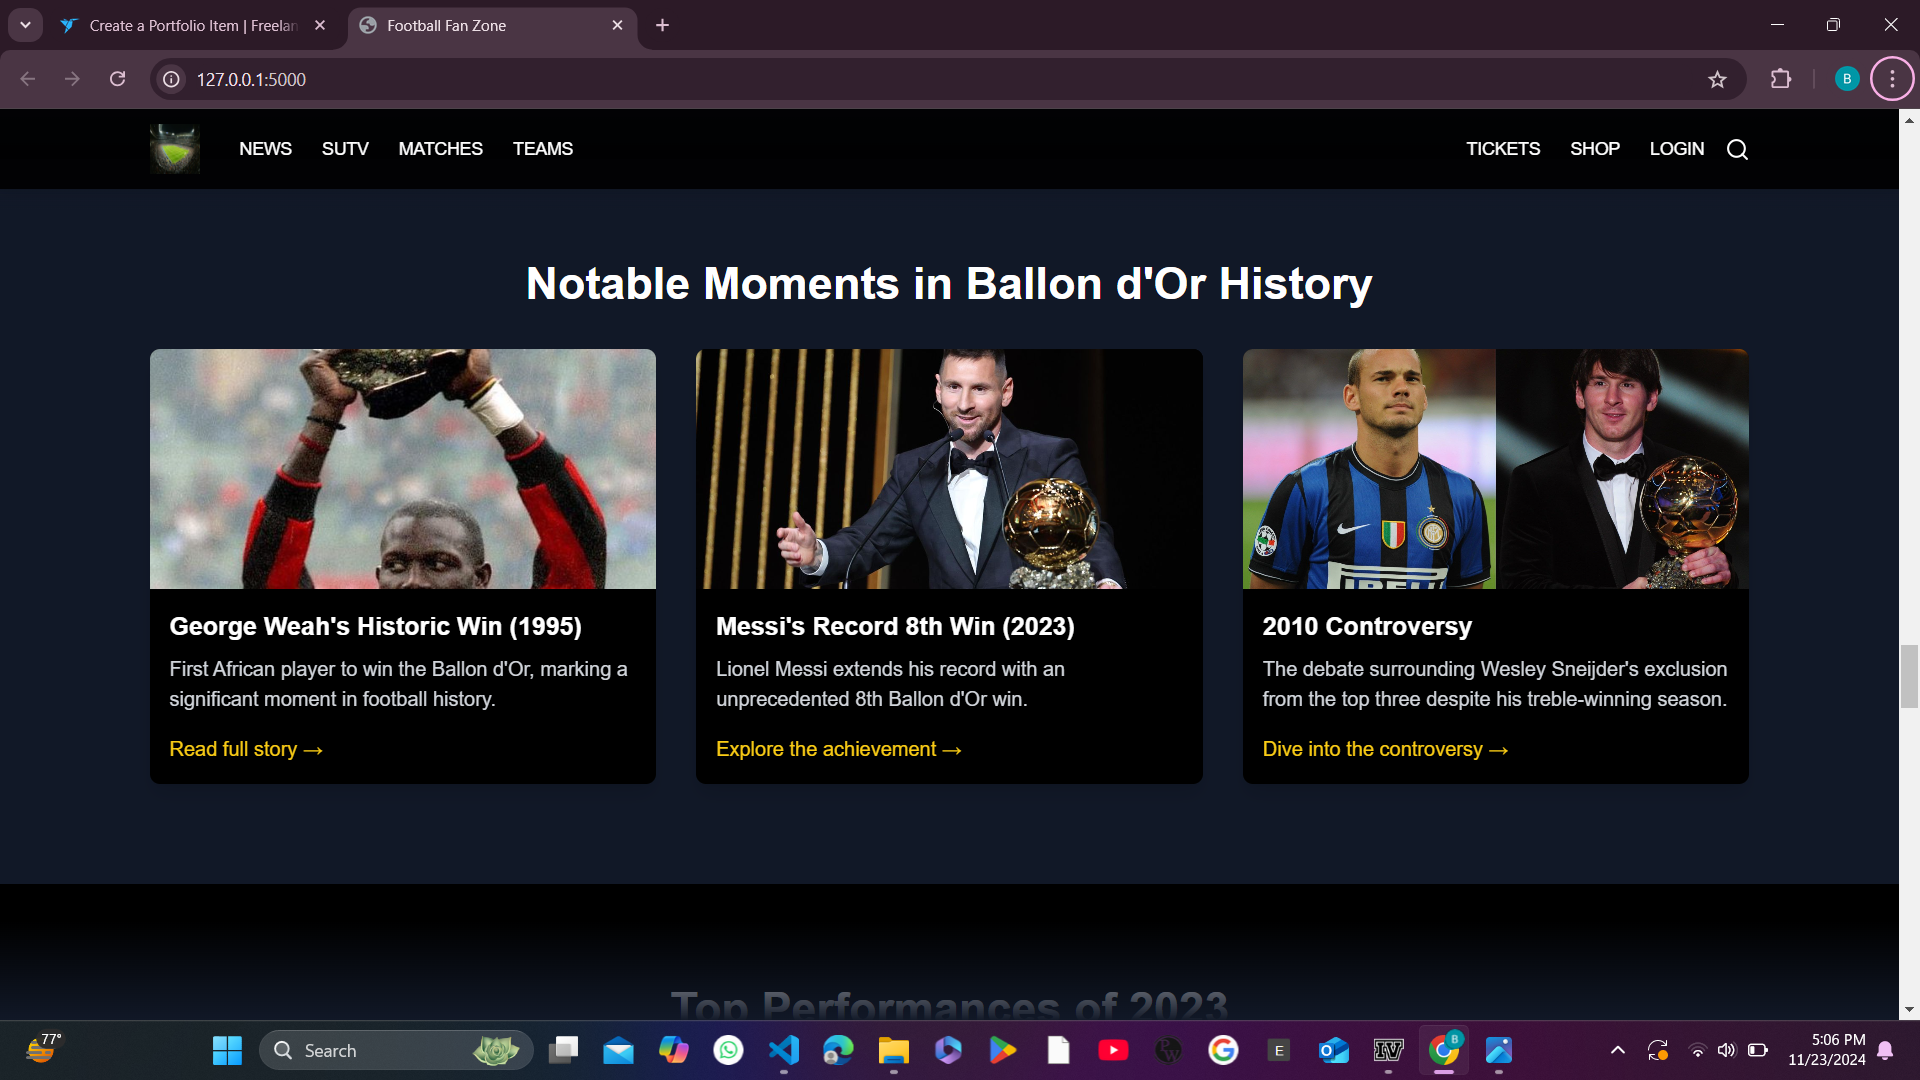 Create a Portfolio Item | Freelan
Football Fan Zone
127.0.0.1:5000
B
NEWS
SUTV
MATCHES
TEAMS
TICKETS
SHOP
LOGIN
Notable Moments in Ballon d'Or History
George Weah's Historic Win (1995)
First African player to win the Ballon d'Or, marking a
significant moment in football history.
Read full story →
Messi's Record 8th Win (2023)
Lionel Messi extends his record with an
unprecedented 8th Ballon d'Or win.
Explore the achievement →
2010 Controversy
The debate surrounding Wesley Sneijder's exclusion
from the top three despite his treble-winning season.
Dive into the controversy →
Top Performances of 2023
77°
Search
E
IV
B
5:06 PM
11/23/2024